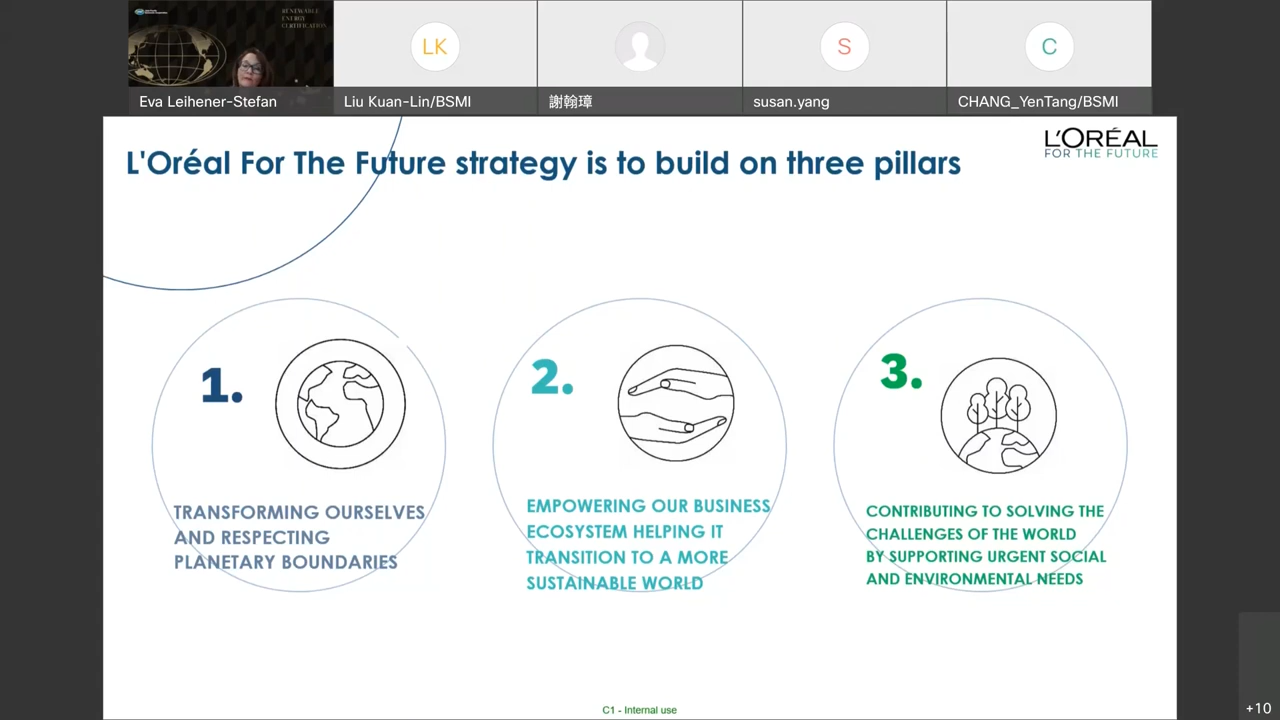 RENEWABLE
ENERGY
CERTIFICATION
LK
S
C
Eva Leihener-Stefan
Liu Kuan-Lin/BSMI
謝翰璋
susan.yang
CHANG_YenTang/BSMI
L'Oréal For The Future strategy is to build on three pillars
L'ORÉAL
FOR THE FUTURE
1.
TRANSFORMING OURSELVES
AND RESPECTING
PLANETARY BOUNDARIES
2.
EMPOWERING OUR BUSINESS
ECOSYSTEM HELPING IT
TRANSITION TO A MORE
SUSTAINABLE WORLD
3.
CONTRIBUTING TO SOLVING THE
CHALLENGES OF THE WORLD
BY SUPPORTING URGENT SOCIAL
AND ENVIRONMENTAL NEEDS
C1 - Internal use
+10